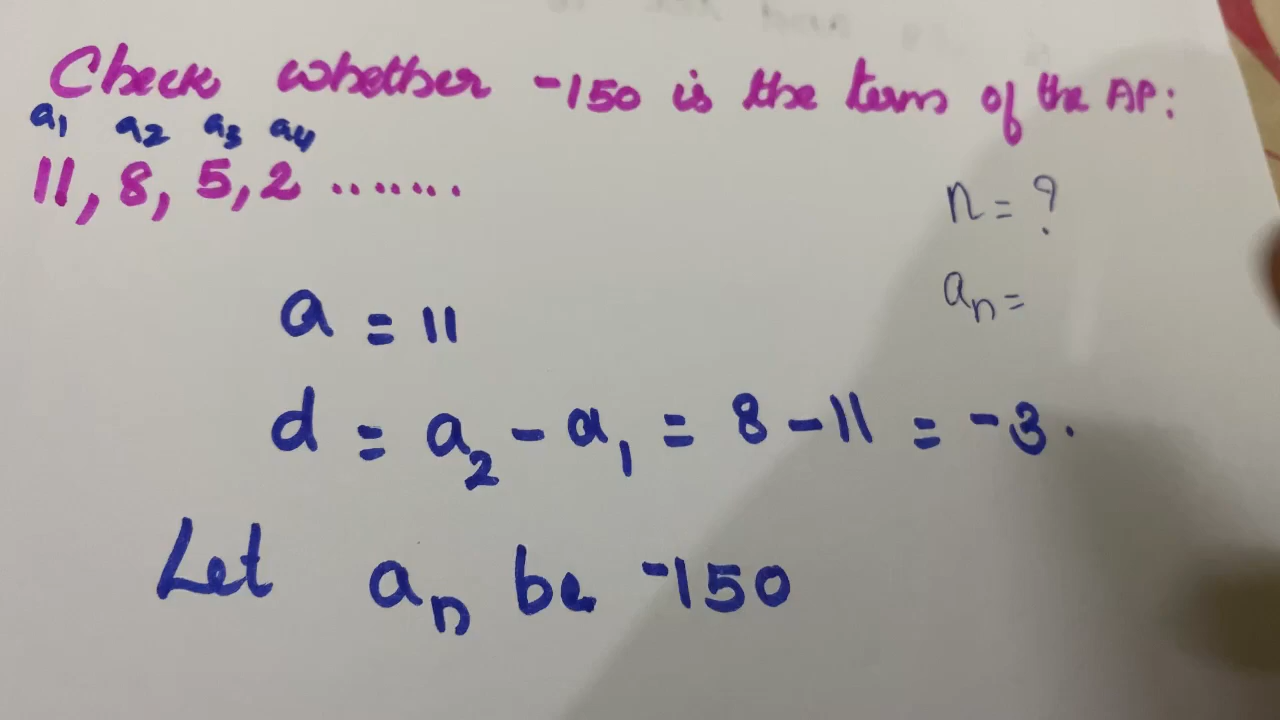 Check whether -150 is the term of the AP:
a1 a2 a3 a4
11, 8, 5, 2 .......
n = ?
an =
a = 11
d = a2 - a1 = 8 - 11 = -3.
Let an be -150